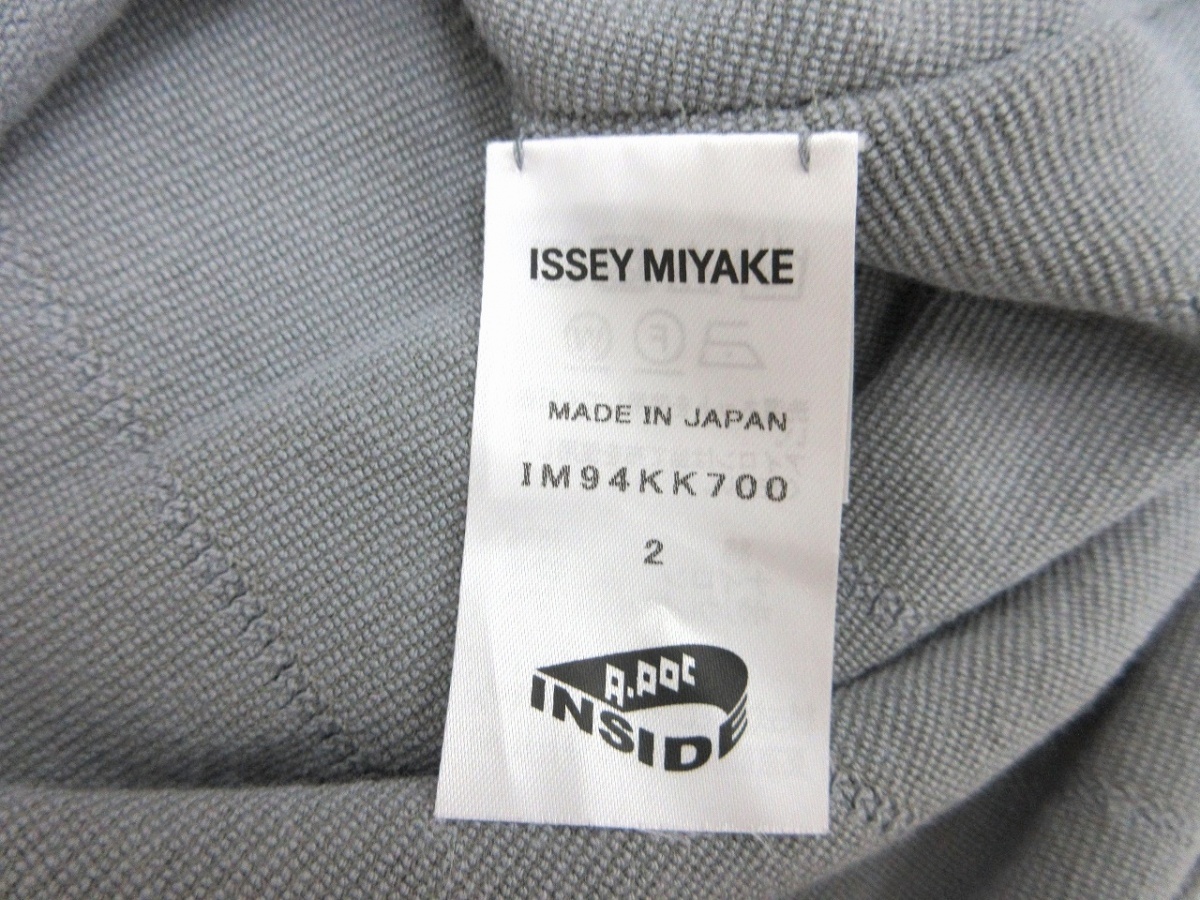 ISSEY MIYAKE
MADE IN JAPAN
IM94KK700
2
A.POC
INSIDE